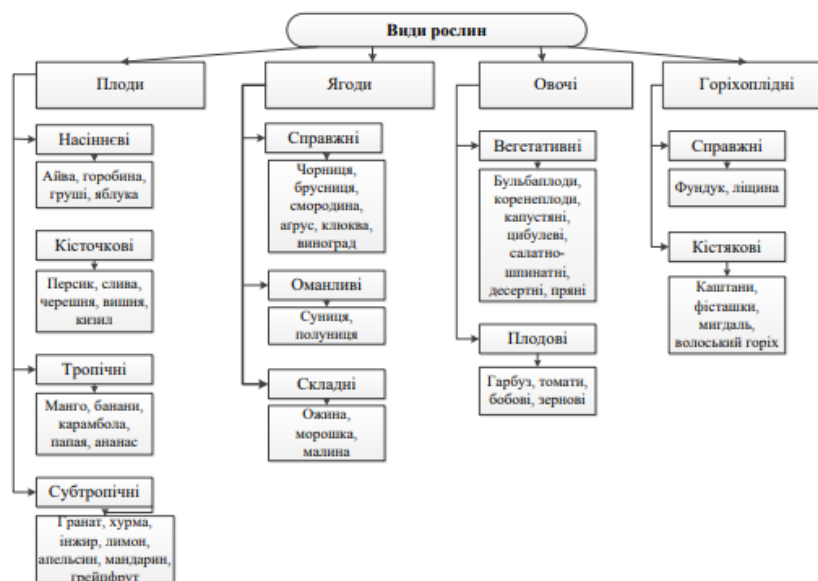 Види рослин
Плоди
Насіннєві
Айва, горобина,
груші, яблука
Кісточкові
Персик, слива,
черешня, вишня,
кизил
Тропічні
Манго, банани,
карамбола,
папая, ананас
Субтропічні
Гранат, хурма,
інжир, лимон,
апельсин, мандарин,
грейпфрут
Ягоди
Справжні
Чорниця,
брусниця,
смородина,
аґрус, клюква,
виноград
Оманливі
Суниця,
полуниця
Складні
Ожина,
морошка,
малина
Овочі
Вегетативні
Бульбаплоди,
коренеплоди,
капустяні,
цибулеві,
салатно-
шпинатні,
десертні, пряні
Плодові
Гарбуз, томати,
бобові, зернові
Горіхоплідні
Справжні
Фундук, ліщина
Кістякові
Каштани,
фісташки,
мигдаль,
волоський горіх